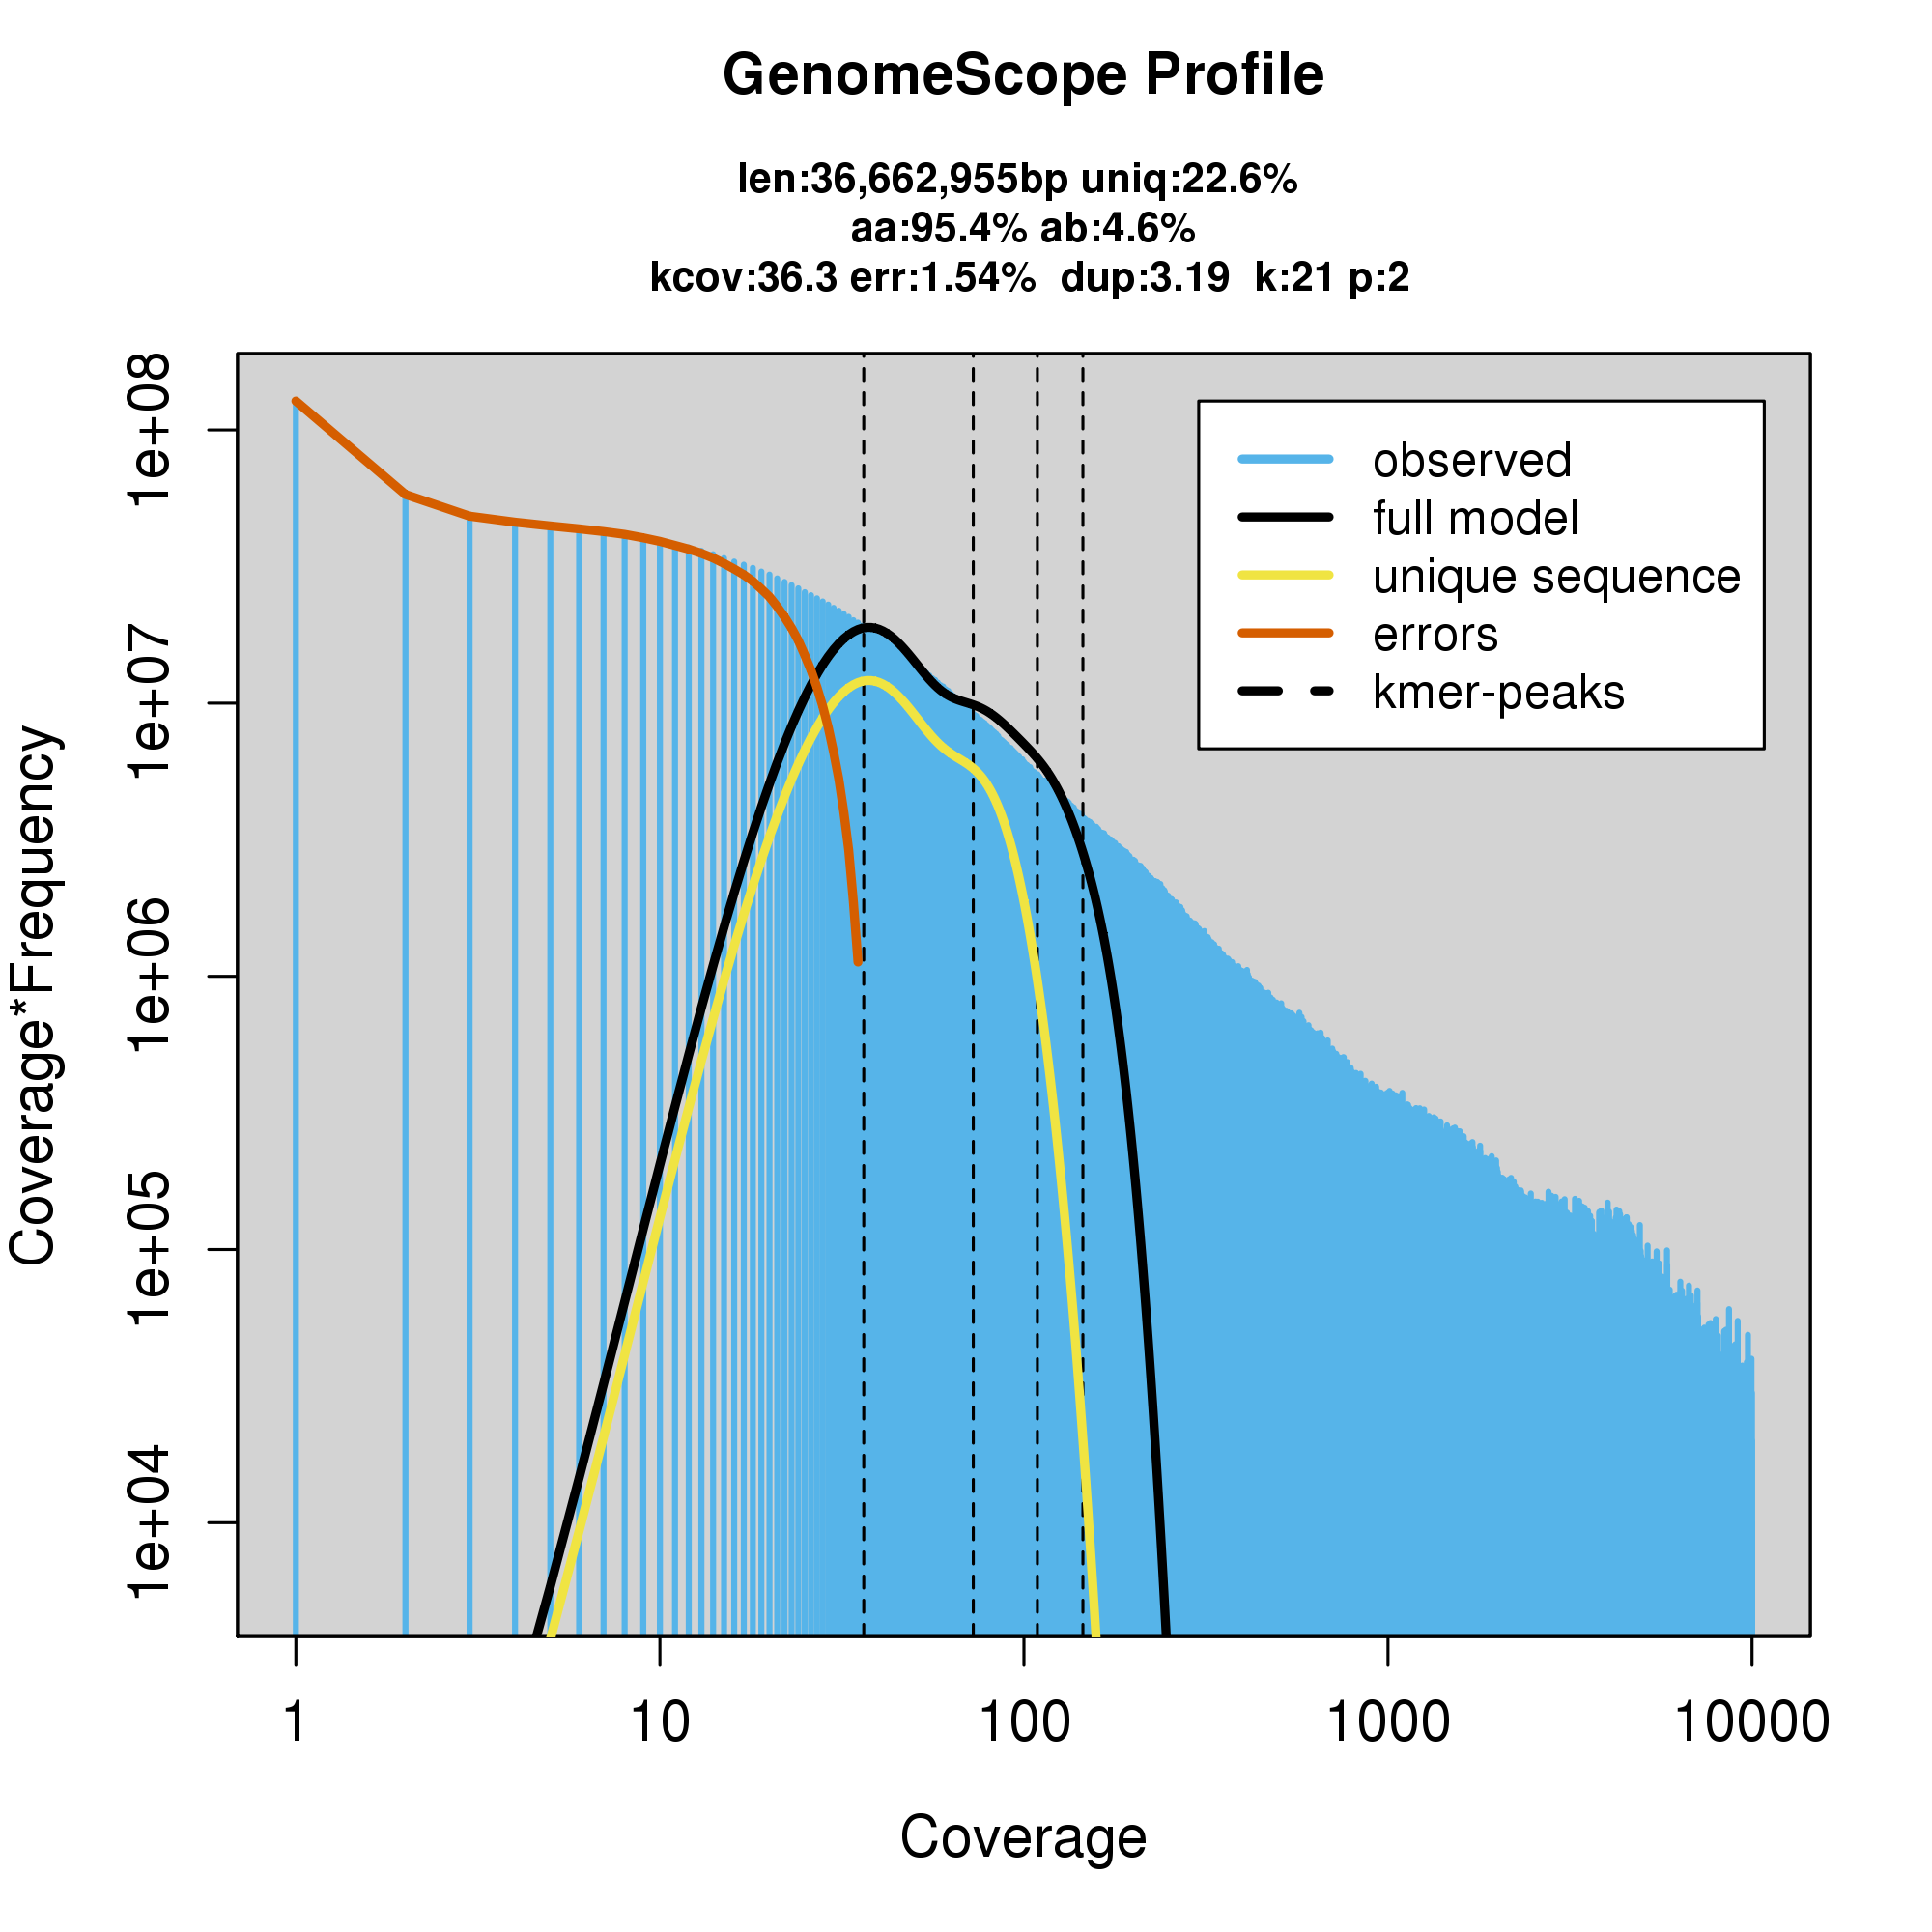 GenomeScope Profile
len:36,662,955bp uniq:22.6%
aa:95.4% ab:4.6%
kcov:36.3 err:1.54% dup:3.19 k:21 p:2
observed
full model
unique sequence
errors
kmer-peaks
Coverage*Frequency
1e+08
1e+07
1e+06
1e+05
1e+04
1 10 100 1000 10000
Coverage